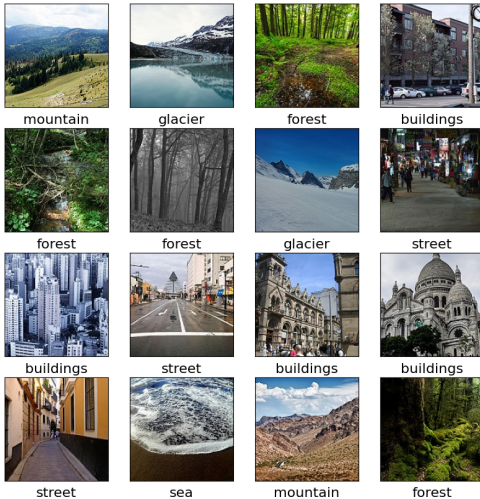 mountain
glacier
forest
buildings
forest
forest
glacier
street
buildings
street
buildings
buildings
street
sea
mountain
forest